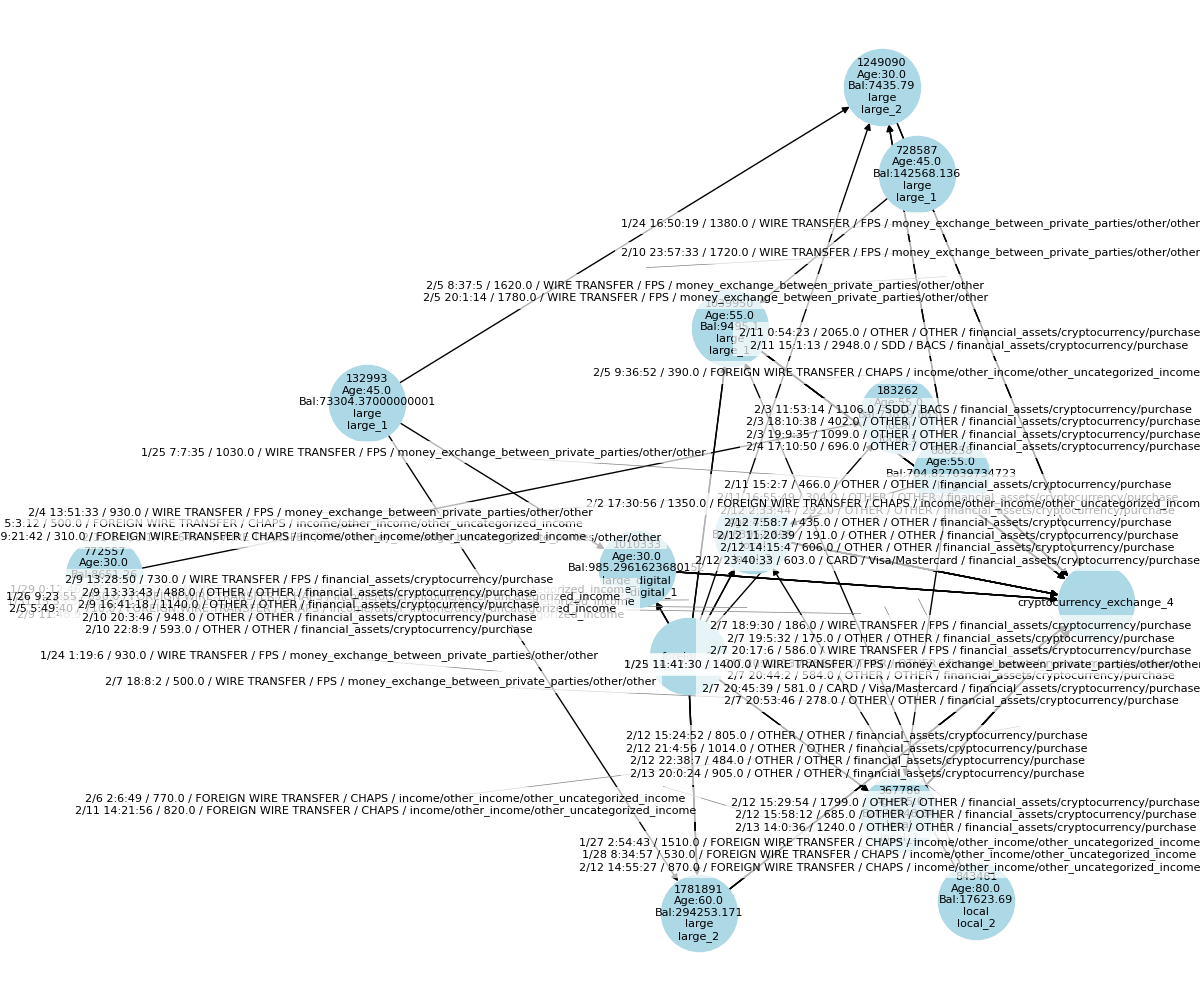 1249090
Age:30.0
Bal:7435.79
large
large_2
728587
Age:45.0
Bal:142568.136
large
large_1
1/24 16:50:19 / 1380.0 / WIRE TRANSFER / FPS / money_exchange_between_private_parties/other/other
2/10 23:57:33 / 1720.0 / WIRE TRANSFER / FPS / money_exchange_between_private_parties/other/other
2/5 8:37:5 / 1620.0 / WIRE TRANSFER / FPS / money_exchange_between_private_parties/other/other
2/5 20:1:14 / 1780.0 / WIRE TRANSFER / FPS / money_exchange_between_private_parties/other/other
Age:55.0
2/11 0:54:23 / 2065.0 / OTHER / OTHER / financial_assets/cryptocurrency/purchase
2/11 15:1:13 / 2948.0 / SDD / BACS / financial_assets/cryptocurrency/purchase
2/5 9:36:52 / 390.0 / FOREIGN WIRE TRANSFER / CHAPS / income/other_income/other_uncategorized_income
132993
Age:45.0
Bal:73304.37000000001
large
large_1
183262
2/3 11:53:14 / 1106.0 / SDD / BACS / financial_assets/cryptocurrency/purchase
2/3 18:10:38 / 402.0 / OTHER / OTHER / financial_assets/cryptocurrency/purchase
2/3 19:9:35 / 1099.0 / OTHER / OTHER / financial_assets/cryptocurrency/purchase
2/4 17:10:50 / 696.0 / OTHER / OTHER / financial_assets/cryptocurrency/purchase
1/25 7:7:35 / 1030.0 / WIRE TRANSFER / FPS / money_exchange_between_private_parties/other/other
Age:55.0
Bal:704.827039734723
2/11 15:2:7 / 466.0 / OTHER / OTHER / financial_assets/cryptocurrency/purchase
2/11 16:55:49 / 304.0 / OTHER / OTHER / financial_assets/cryptocurrency/purchase
2/2 17:30:56 / 1350.0 / FOREIGN WIRE TRANSFER / CHAPS / income/other_income/other_uncategorized_income
2/12 2:33:44 / 292.0 / OTHER / OTHER / financial_assets/cryptocurrency/purchase
2/4 13:51:33 / 930.0 / WIRE TRANSFER / FPS / money_exchange_between_private_parties/other/other
5:3:12 / 500.0 / FOREIGN WIRE TRANSFER / CHAPS / income/other_income/other_uncategorized_income
2/12 7:58:7 / 435.0 / OTHER / OTHER / financial_assets/cryptocurrency/purchase
9:21:42 / 310.0 / FOREIGN WIRE TRANSFER / CHAPS
2/12 11:20:39 / 191.0 / OTHER / OTHER / financial_assets/cryptocurrency/purchase
2/12 14:15:4 / 606.0 / OTHER / OTHER / financial_assets/cryptocurrency/purchase
2/12 23:40:33 / 603.0 / CARD / Visa/Mastercard / financial_assets/cryptocurrency/purchase
772557
Age:30.0
1010333
Age:30.0
digital
2/9 13:28:50 / 730.0 / WIRE TRANSFER / FPS / financial_assets/cryptocurrency/purchase
2/9 13:33:43 / 488.0 / OTHER / OTHER / financial_assets/cryptocurrency/purchase
2/9 16:41:18 / 1140.0 / OTHER / OTHER / financial_assets/cryptocurrency/purchase
2/10 20:3:46 / 948.0 / OTHER / OTHER / financial_assets/cryptocurrency/purchase
2/10 22:8:9 / 593.0 / OTHER / OTHER / financial_assets/cryptocurrency/purchase
cryptocurrency_exchange_4
2/7 18:9:30 / 186.0 / WIRE TRANSFER / FPS / financial_assets/cryptocurrency/purchase
2/7 19:5:32 / 175.0 / OTHER / OTHER / financial_assets/cryptocurrency/purchase
2/7 20:17:6 / 586.0 / WIRE TRANSFER / FPS / financial_assets/cryptocurrency/purchase
1/24 1:19:6 / 930.0 / WIRE TRANSFER / FPS / money_exchange_between_private_parties/other/other
1/25 11:41:30 / 1400.0 / WIRE TRANSFER / FPS / money_exchange_between_private_parties/other/other
2/7 20:44:2 / 584.0 / OTHER / OTHER / financial_assets/cryptocurrency/purchase
2/7 18:8:2 / 500.0 / WIRE TRANSFER / FPS / money_exchange_between_private_parties/other/other
2/7 20:45:39 / 581.0 / CARD / Visa/Mastercard / financial_assets/cryptocurrency/purchase
2/7 20:53:46 / 278.0 / OTHER / OTHER / financial_assets/cryptocurrency/purchase
2/12 15:24:52 / 805.0 / OTHER / OTHER / financial_assets/cryptocurrency/purchase
2/12 21:4:56 / 1014.0 / OTHER / OTHER / financial_assets/cryptocurrency/purchase
2/12 22:38:7 / 484.0 / OTHER / OTHER / financial_assets/cryptocurrency/purchase
2/13 20:0:24 / 905.0 / OTHER / OTHER / financial_assets/cryptocurrency/purchase
367786
2/6 2:6:49 / 770.0 / FOREIGN WIRE TRANSFER / CHAPS / income/other_income/other_uncategorized_income
2/11 14:21:56 / 820.0 / FOREIGN WIRE TRANSFER / CHAPS / income/other_income/other_uncategorized_income
2/12 15:29:54 / 1799.0 / OTHER / OTHER / financial_assets/cryptocurrency/purchase
2/12 15:58:12 / 685.0 / OTHER / OTHER / financial_assets/cryptocurrency/purchase
2/13 14:0:36 / 1240.0 / OTHER / OTHER / financial_assets/cryptocurrency/purchase
1/27 2:54:43 / 1510.0 / FOREIGN WIRE TRANSFER / CHAPS / income/other_income/other_uncategorized_income
1/28 8:34:57 / 530.0 / FOREIGN WIRE TRANSFER / CHAPS / income/other_income/other_uncategorized_income
2/12 14:55:27 / 870.0 / FOREIGN WIRE TRANSFER / CHAPS / income/other_income/other_uncategorized_income
1781891
Age:60.0
Bal:294253.171
large
large_2
Age:80.0
Bal:17623.69
local
local_2